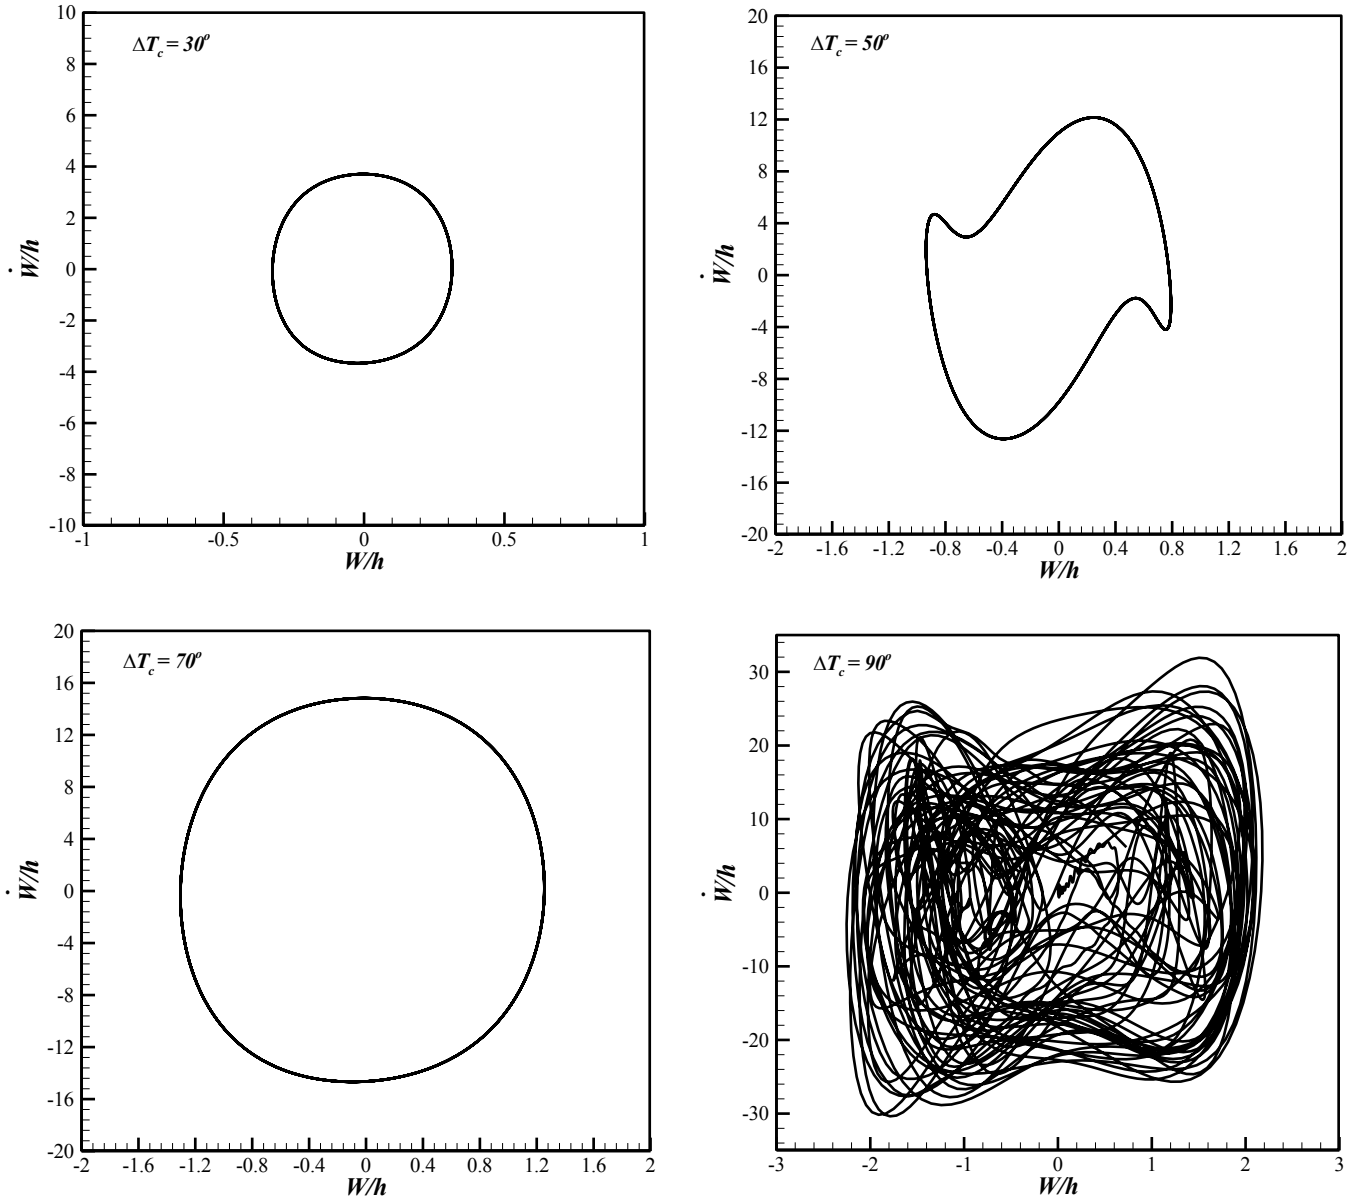 ΔT_c = 30°
10
8
6
4
2
0
-2
-4
-6
-8
-10
Ẇ/h
-1 -0.5 0 0.5 1
W/h
ΔT_c = 50°
20
16
12
8
4
0
-4
-8
-12
-16
-20
Ẇ/h
-2 -1.6 -1.2 -0.8 -0.4 0 0.4 0.8 1.2 1.6 2
W/h
ΔT_c = 70°
20
16
12
8
4
0
-4
-8
-12
-16
-20
Ẇ/h
-2 -1.6 -1.2 -0.8 -0.4 0 0.4 0.8 1.2 1.6 2
W/h
ΔT_c = 90°
30
20
10
0
-10
-20
-30
Ẇ/h
-3 -2 -1 0 1 2 3
W/h